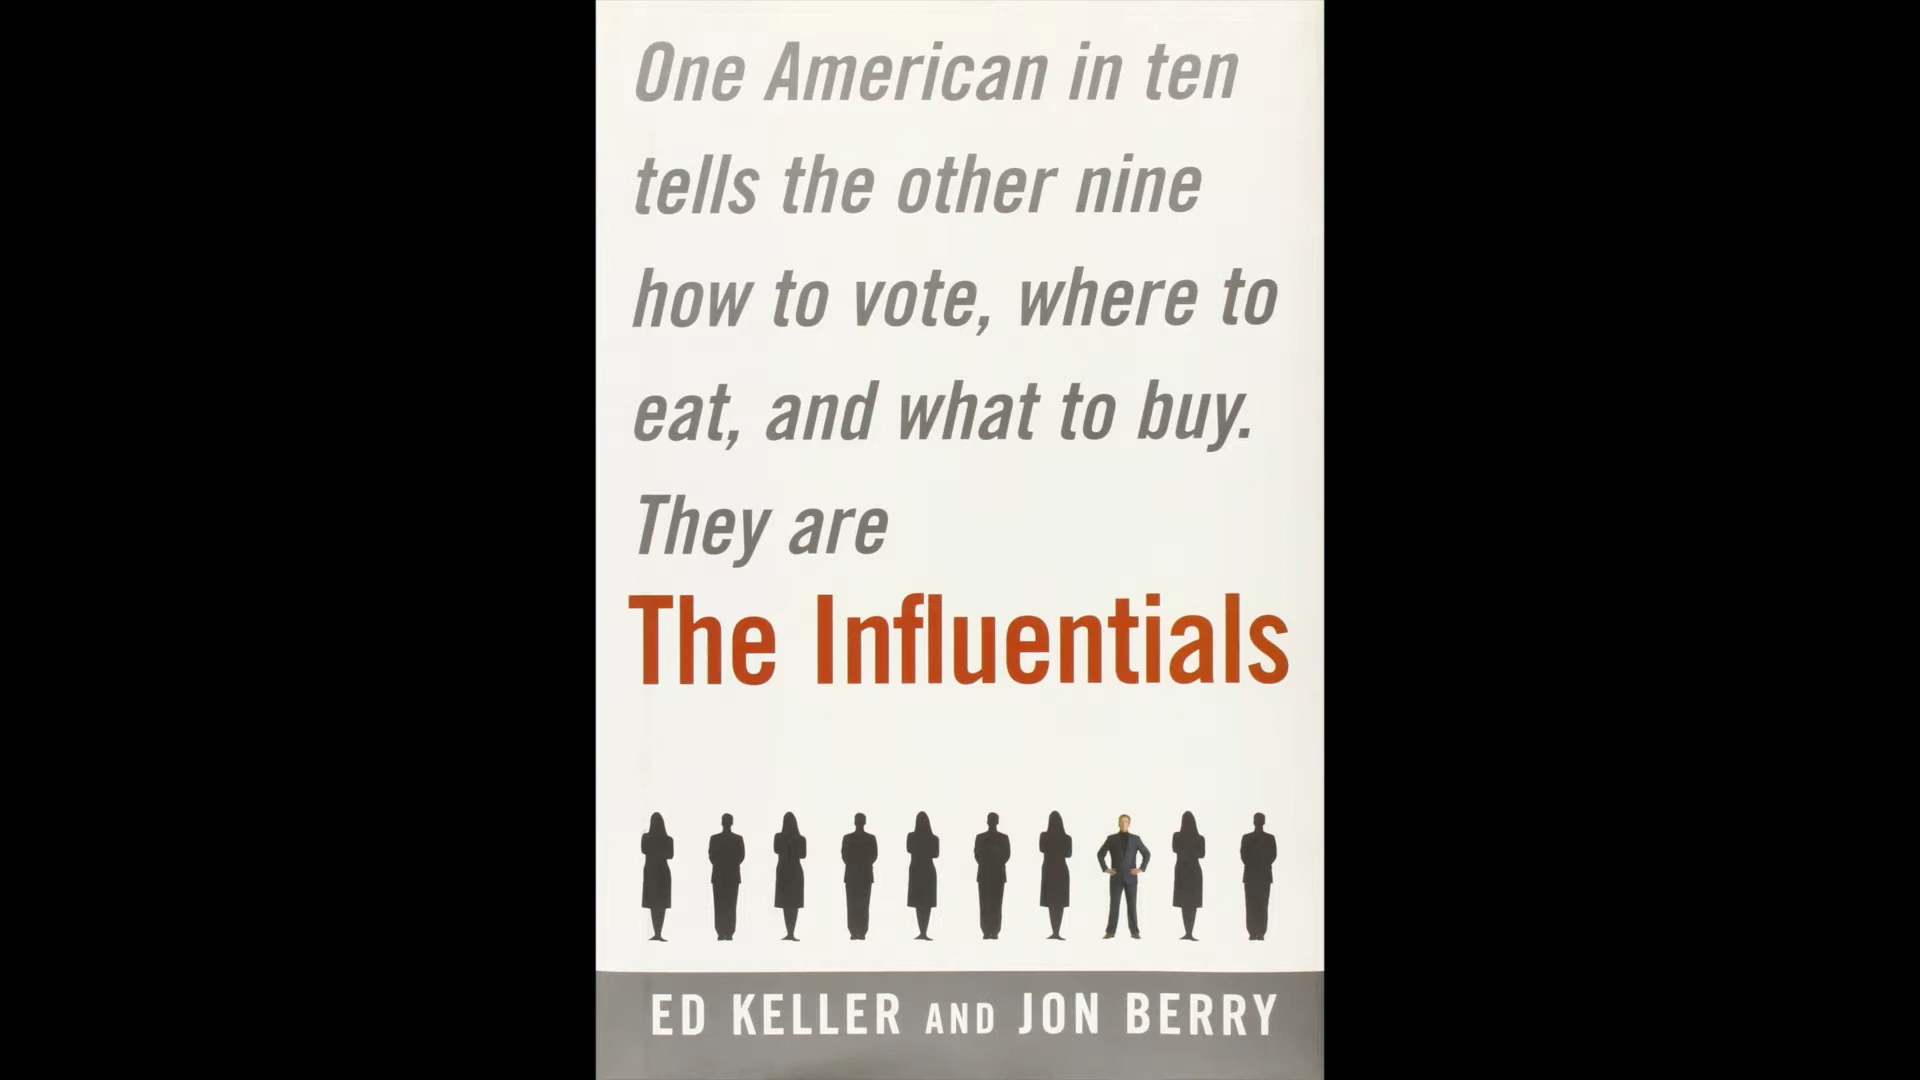 One American in ten
tells the other nine
how to vote, where to
eat, and what to buy.
They are
The Influentials
ED KELLER AND JON BERRY